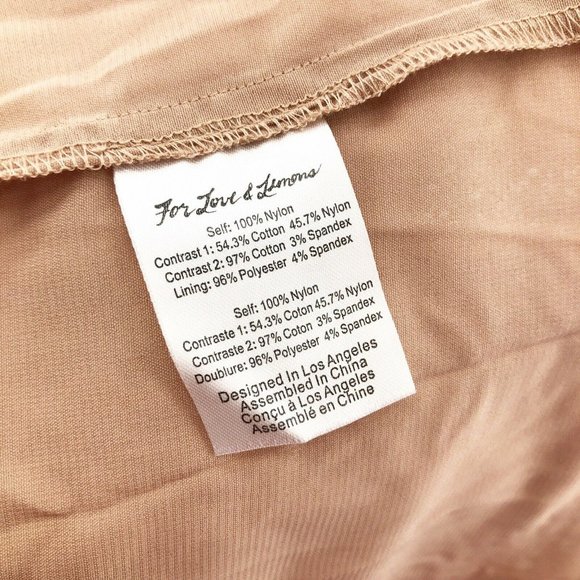 For Love & Lemons
Self: 100% Nylon
Contrast 1: 54.3% Cotton 45.7% Nylon
Contrast 2: 97% Cotton 3% Spandex
Lining: 96% Polyester 4% Spandex
Self: 100% Nylon
Contraste 1: 54.3% Coton 45.7% Nylon
Contraste 2: 97% Coton 3% Spandex
Doublure: 96% Polyester 4% Spandex
Designed In Los Angeles
Assembled In China
Conçu à Los Angeles
Assemblé en Chine